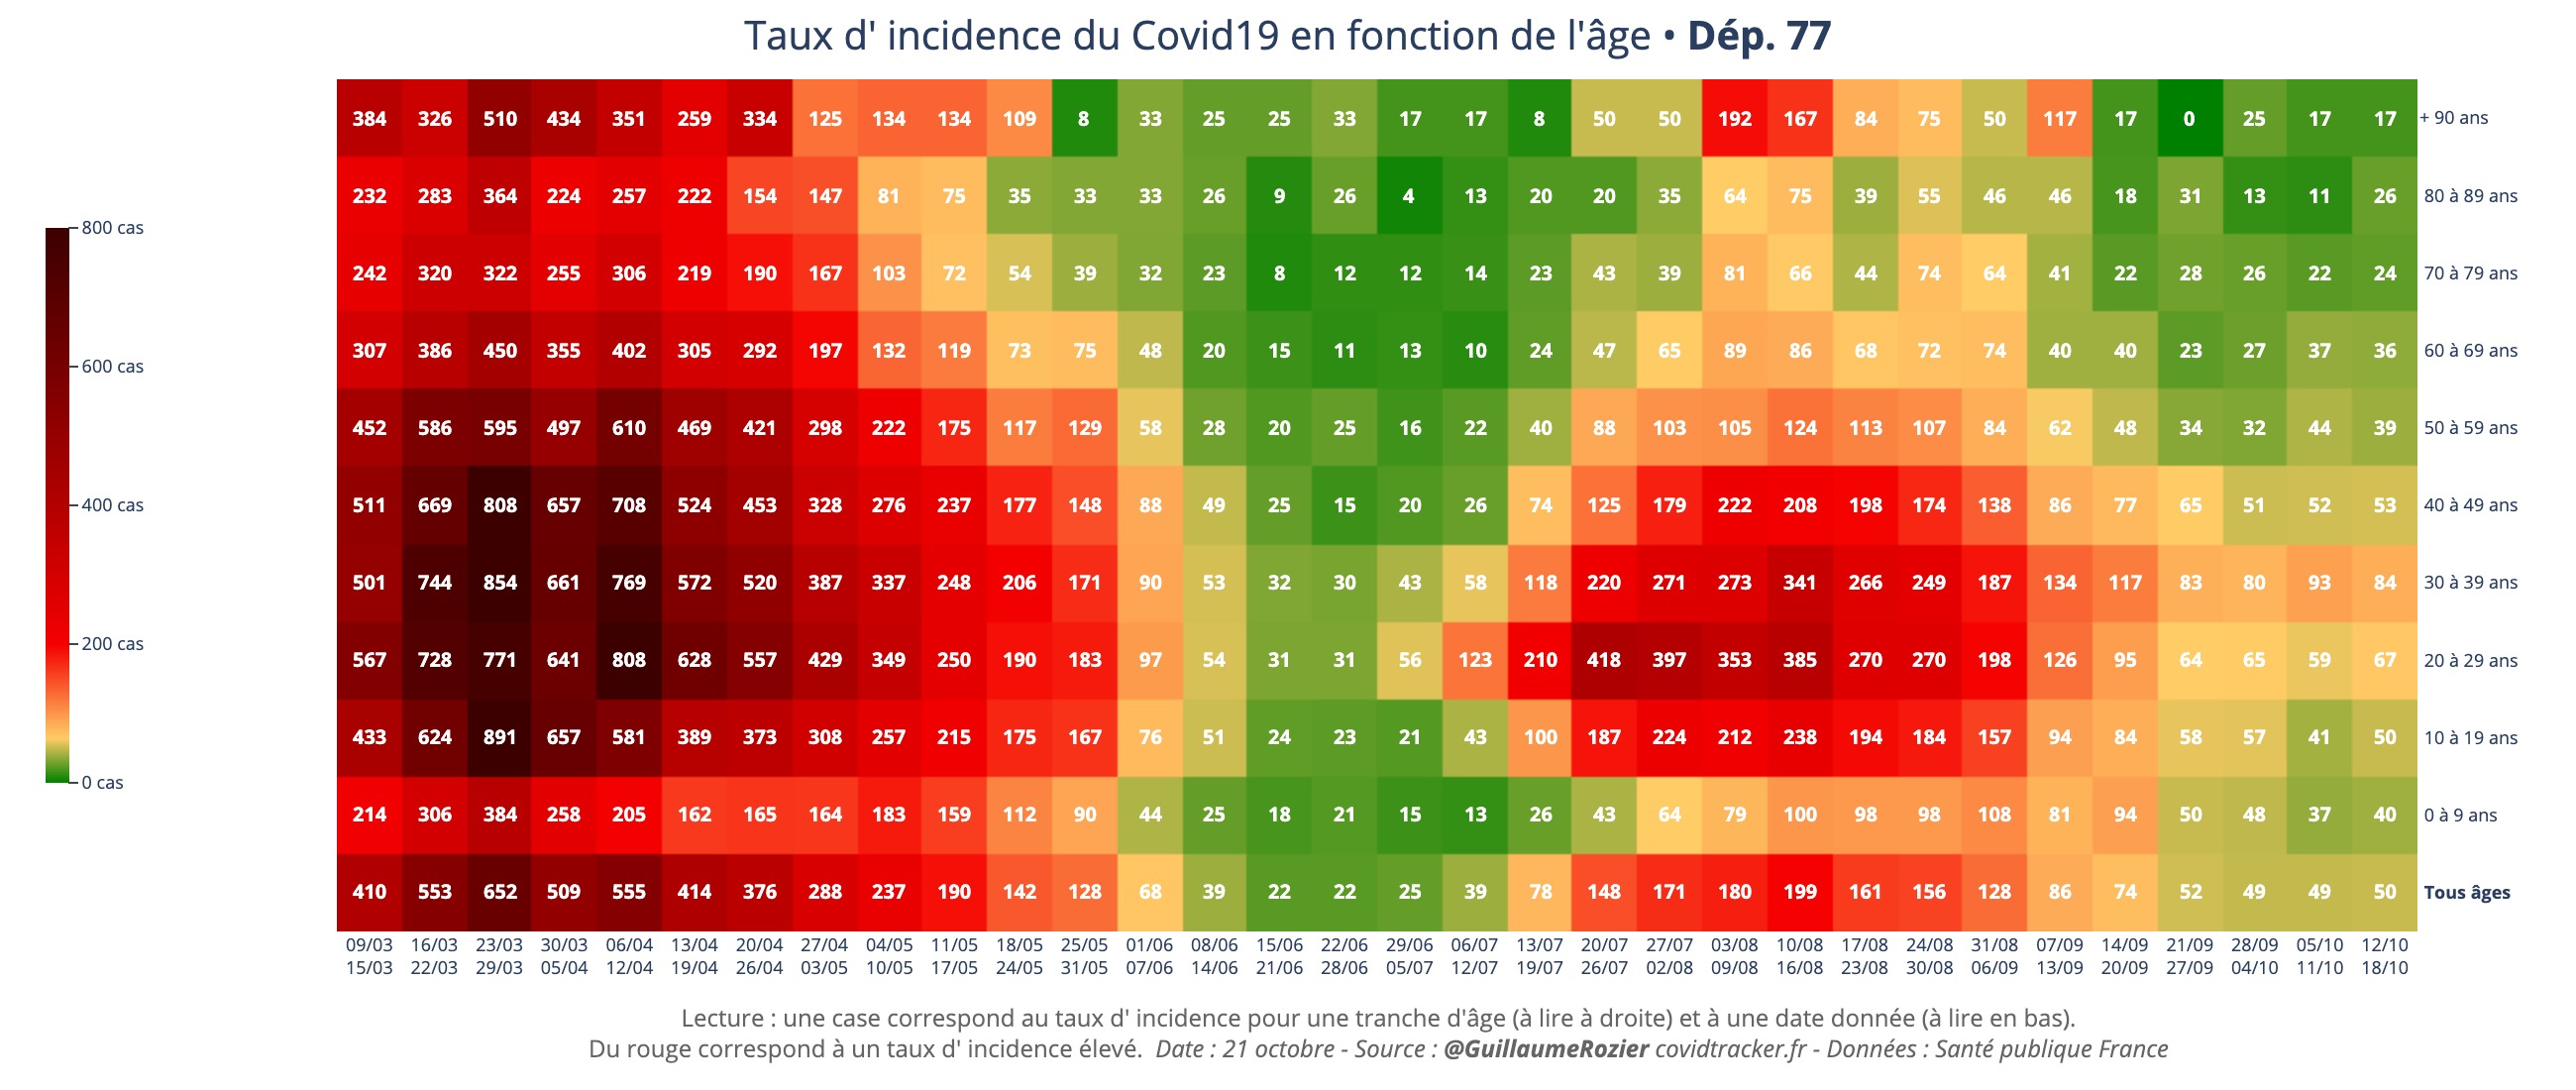 Taux d' incidence du Covid19 en fonction de l'âge • Dép. 77
800 cas
600 cas
400 cas
200 cas
0 cas
384 326 510 434 351 259 334 125 134 134 109 8 33 25 25 33 17 17 8 50 50 192 167 84 75 50 117 17 0 25 17 17 + 90 ans
232 283 364 224 257 222 154 147 81 75 35 33 33 26 9 26 4 13 20 20 35 64 75 39 55 46 46 18 31 13 11 26 80 à 89 ans
242 320 322 255 306 219 190 167 103 72 54 39 32 23 8 12 12 14 23 43 39 81 66 44 74 64 41 22 28 26 22 24 70 à 79 ans
307 386 450 355 402 305 292 197 132 119 73 75 48 20 15 11 13 10 24 47 65 89 86 68 72 74 40 40 23 27 37 36 60 à 69 ans
452 586 595 497 610 469 421 298 222 175 117 129 58 28 20 25 16 22 40 88 103 105 124 113 107 84 62 48 34 32 44 39 50 à 59 ans
511 669 808 657 708 524 453 328 276 237 177 148 88 49 25 15 20 26 74 125 179 222 208 198 174 138 86 77 65 51 52 53 40 à 49 ans
501 744 854 661 769 572 520 387 337 248 206 171 90 53 32 30 43 58 118 220 271 273 341 266 249 187 134 117 83 80 93 84 30 à 39 ans
567 728 771 641 808 628 557 429 349 250 190 183 97 54 31 31 56 123 210 418 397 353 385 270 270 198 126 95 64 65 59 67 20 à 29 ans
433 624 891 657 581 389 373 308 257 215 175 167 76 51 24 23 21 43 100 187 224 212 238 194 184 157 94 84 58 57 41 50 10 à 19 ans
214 306 384 258 205 162 165 164 183 159 112 90 44 25 18 21 15 13 26 43 64 79 100 98 98 108 81 94 50 48 37 40 0 à 9 ans
410 553 652 509 555 414 376 288 237 190 142 128 68 39 22 22 25 39 78 148 171 180 199 161 156 128 86 74 52 49 49 50 Tous âges
09/03 16/03 23/03 30/03 06/04 13/04 20/04 27/04 04/05 11/05 18/05 25/05 01/06 08/06 15/06 22/06 29/06 06/07 13/07 20/07 27/07 03/08 10/08 17/08 24/08 31/08 07/09 14/09 21/09 28/09 05/10 12/10
15/03 22/03 29/03 05/04 12/04 19/04 26/04 03/05 10/05 17/05 24/05 31/05 07/06 14/06 21/06 28/06 05/07 12/07 19/07 26/07 02/08 09/08 16/08 23/08 30/08 06/09 13/09 20/09 27/09 04/10 11/10 18/10
Lecture : une case correspond au taux d' incidence pour une tranche d'âge (à lire à droite) et à une date donnée (à lire en bas).
Du rouge correspond à un taux d' incidence élevé. Date : 21 octobre - Source : @GuillaumeRozier covidtracker.fr - Données : Santé publique France